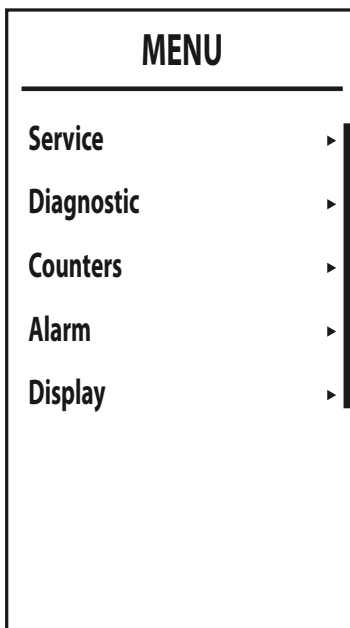 MENU
Service
Diagnostic
Counters
Alarm
Display